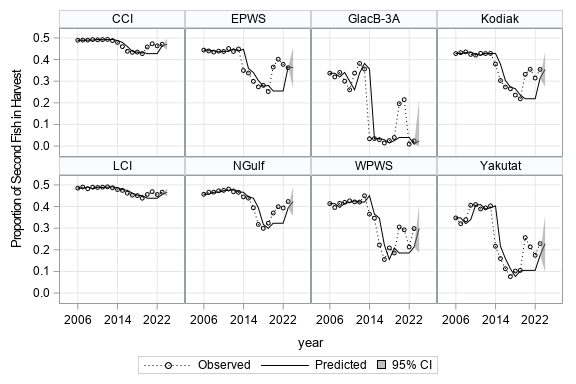 CCI EPWS GlacB-3A Kodiak
0.5
0.4
0.3
0.2
0.1
0.0
LCI NGulf WPWS Yakutat
0.5
0.4
0.3
0.2
0.1
0.0
Proportion of Second Fish in Harvest
2006 2014 2022 2006 2014 2022 2006 2014 2022 2006 2014 2022
year
Observed Predicted 95% CI